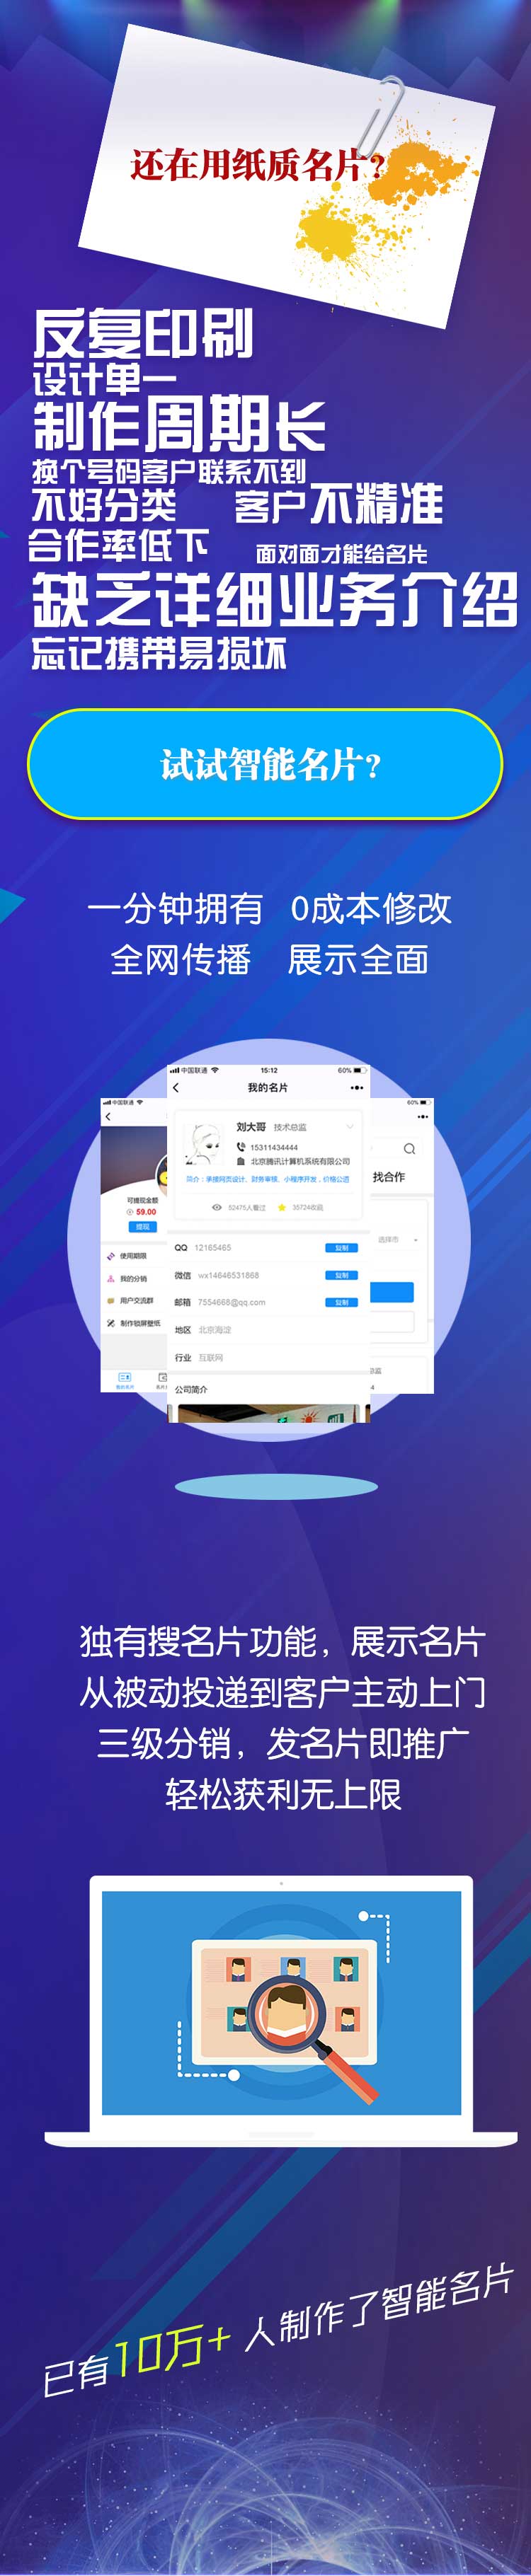 还在用纸质名片?
反复印刷
设计单一
制作周期长
换个号码客户联系不到
不好分类 客户不精准
合作率低下 面对面才能给名片
缺乏详细业务介绍
忘记携带易损坏
试试智能名片?
一分钟拥有 0成本修改
全网传播 展示全面
中国联通 15:12 60%
我的名片
刘大哥 技术总监
15311434444
北京腾讯计算机系统有限公司
简介:承接网页设计、财务审核、小程序开发,价格公道
52475人看过 35724收藏
QQ 12165465 复制
微信 wx14646531868 复制
邮箱 7554668@qq.com 复制
地区 北京海淀
行业 互联网
公司简介
中国联通
可提现金额
59.00
提现
使用期限
我的分销
用户交流群
制作锁屏壁纸
我的名片
60%
找合作
选择市
总监
4
独有搜名片功能,展示名片
从被动投递到客户主动上门
三级分销,发名片即推广
轻松获利无上限
已有10万+人制作了智能名片